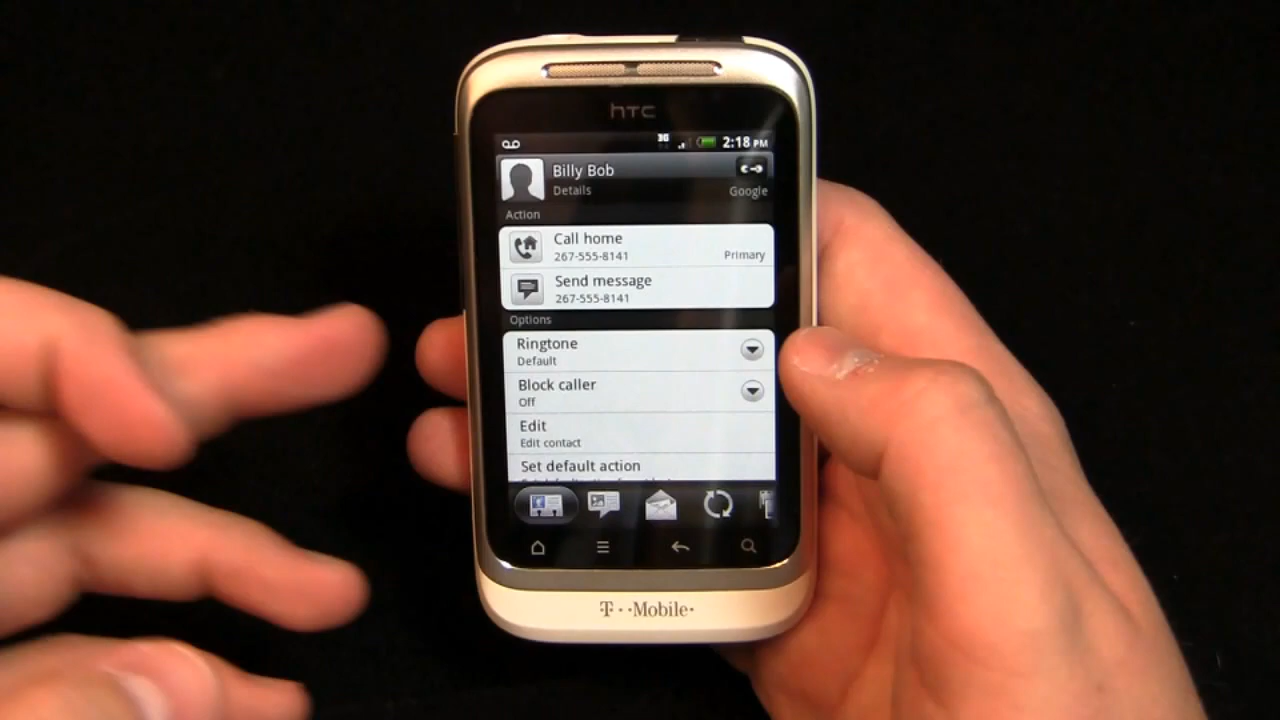 hTC
3G
2:18 PM
Billy Bob
Details
Google
Action
Call home
267-555-8141
Primary
Send message
267-555-8141
Options
Ringtone
Default
Block caller
Off
Edit
Edit contact
Set default action
T··Mobile·